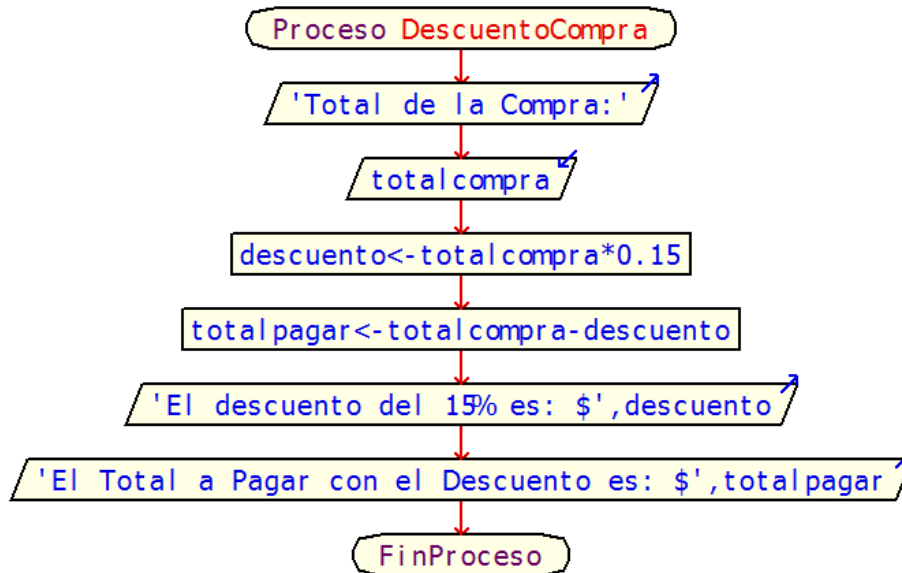 Proceso DescuentoCompra
'Total de la Compra:'
totalcompra
descuento<-totalcompra*0.15
totalpagar<-totalcompra-descuento
'El descuento del 15% es: $',descuento
'El Total a Pagar con el Descuento es: $',totalpagar
FinProceso